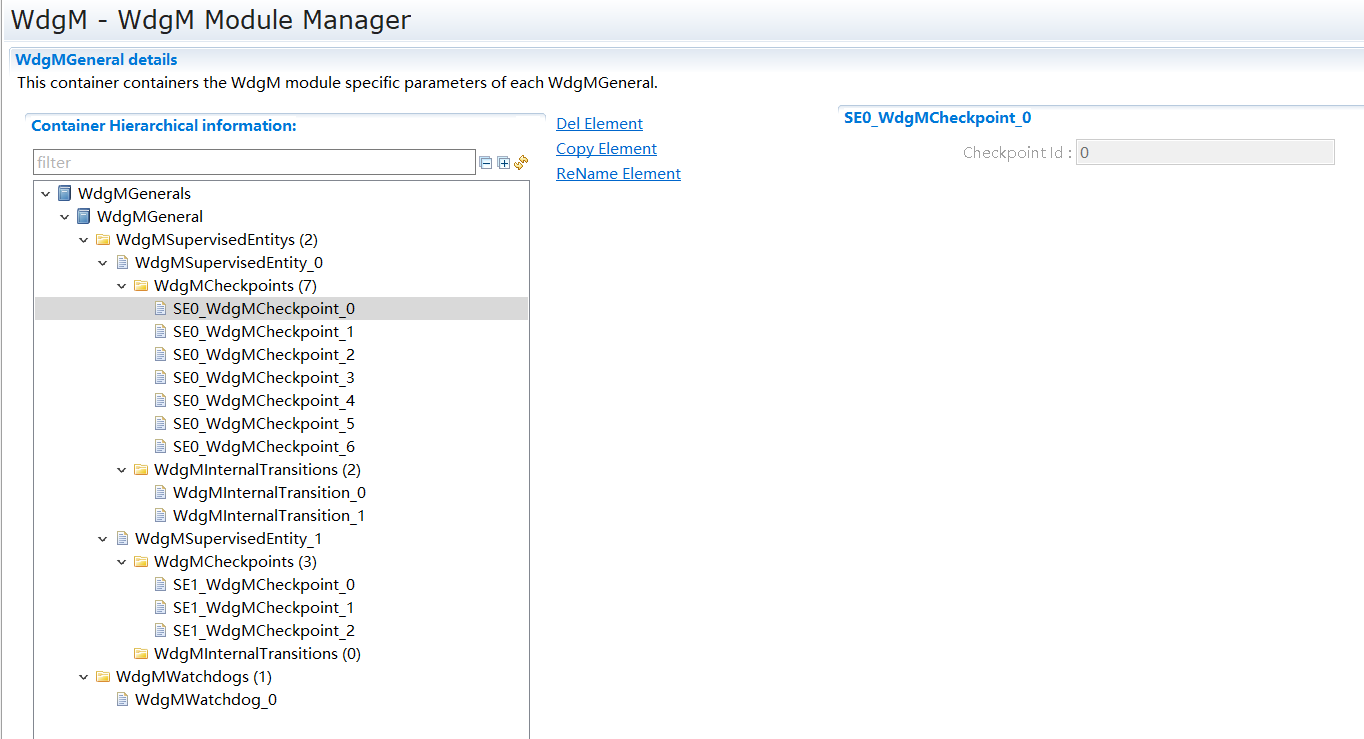 WdgM - WdgM Module Manager
WdgMGeneral details
This container containers the WdgM module specific parameters of each WdgMGeneral.
Container Hierarchical information:
filter
WdgMGenerals
WdgMGeneral
WdgMSupervisedEntitys (2)
WdgMSupervisedEntity_0
WdgMCheckpoints (7)
SE0_WdgMCheckpoint_0
SE0_WdgMCheckpoint_1
SE0_WdgMCheckpoint_2
SE0_WdgMCheckpoint_3
SE0_WdgMCheckpoint_4
SE0_WdgMCheckpoint_5
SE0_WdgMCheckpoint_6
WdgMInternalTransitions (2)
WdgMInternalTransition_0
WdgMInternalTransition_1
WdgMSupervisedEntity_1
WdgMCheckpoints (3)
SE1_WdgMCheckpoint_0
SE1_WdgMCheckpoint_1
SE1_WdgMCheckpoint_2
WdgMInternalTransitions (0)
WdgMWatchdogs (1)
WdgMWatchdog_0
Del Element
Copy Element
ReName Element
SE0_WdgMCheckpoint_0
Checkpoint Id : 0